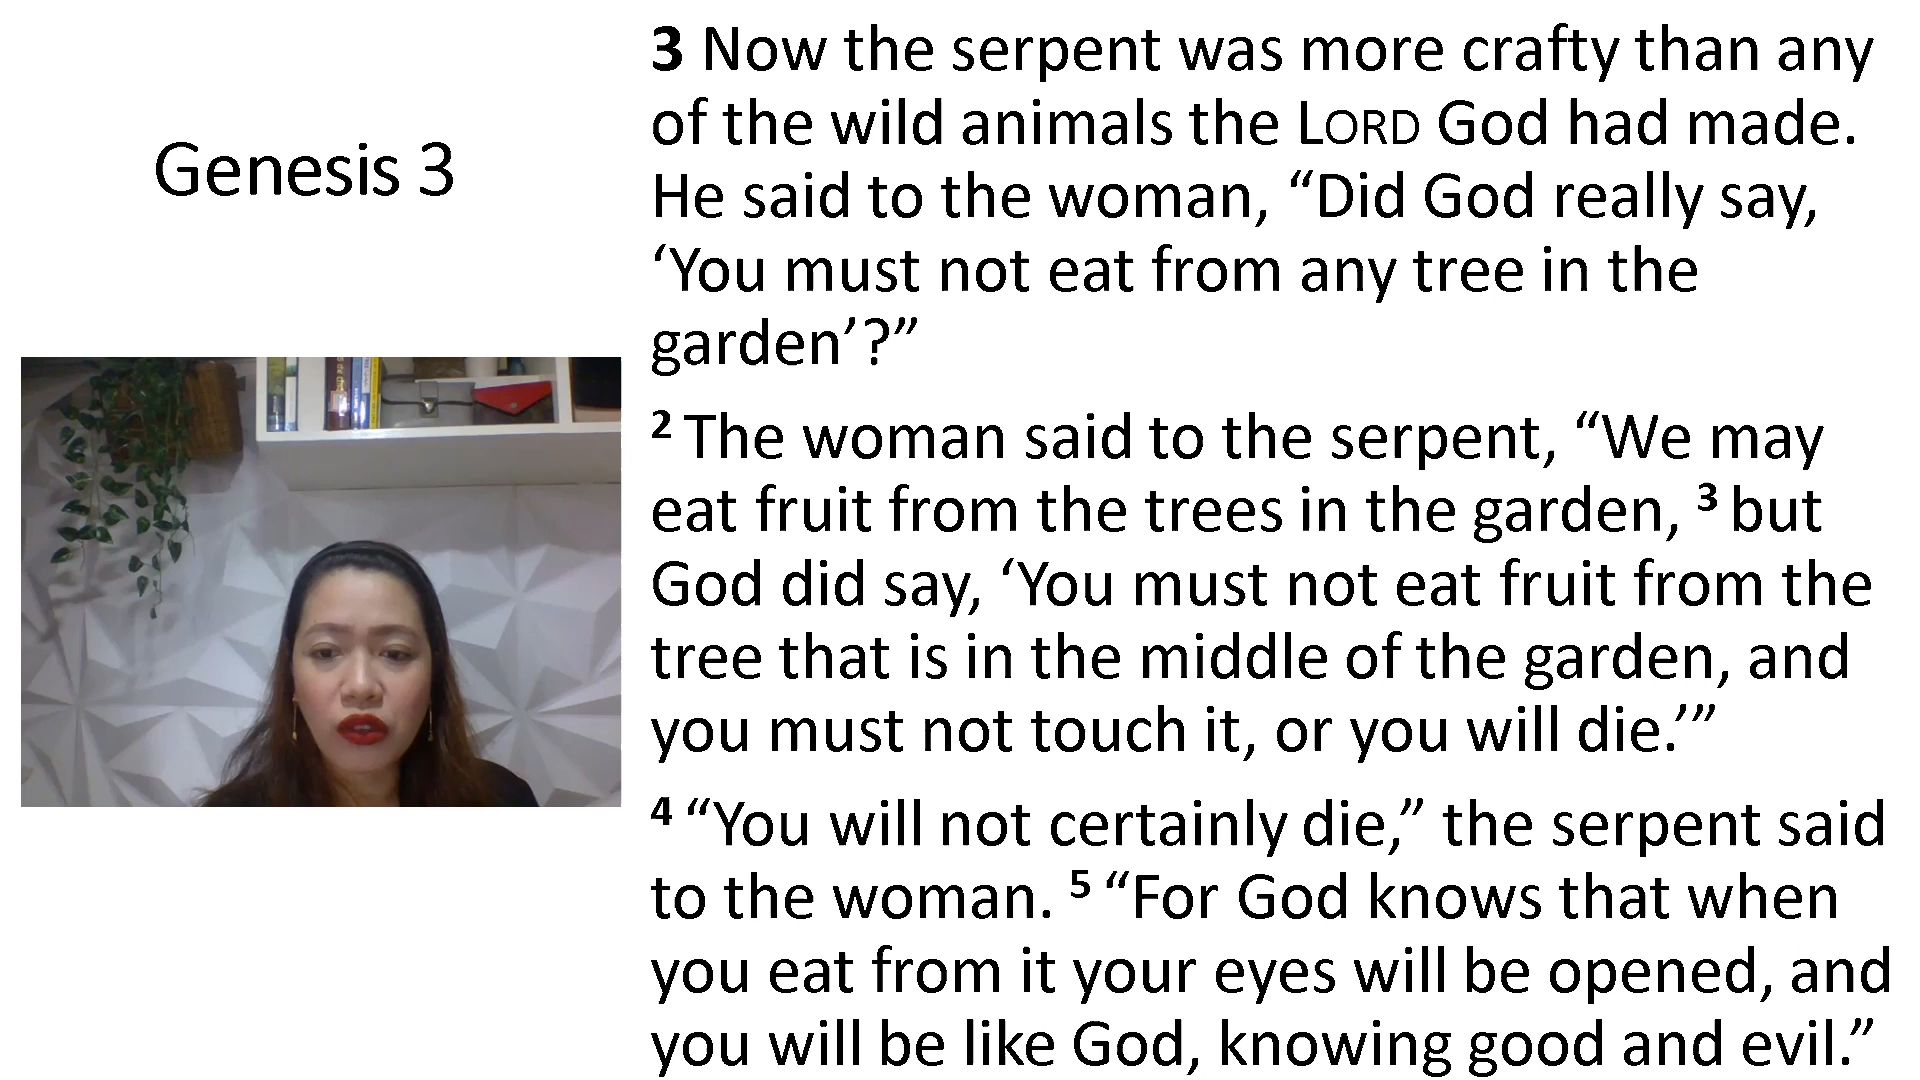 Genesis 3
3 Now the serpent was more crafty than any
of the wild animals the LORD God had made.
He said to the woman, “Did God really say,
‘You must not eat from any tree in the
garden’?”
2 The woman said to the serpent, “We may
eat fruit from the trees in the garden, 3 but
God did say, ‘You must not eat fruit from the
tree that is in the middle of the garden, and
you must not touch it, or you will die.’”
4 “You will not certainly die,” the serpent said
to the woman. 5 “For God knows that when
you eat from it your eyes will be opened, and
you will be like God, knowing good and evil.”